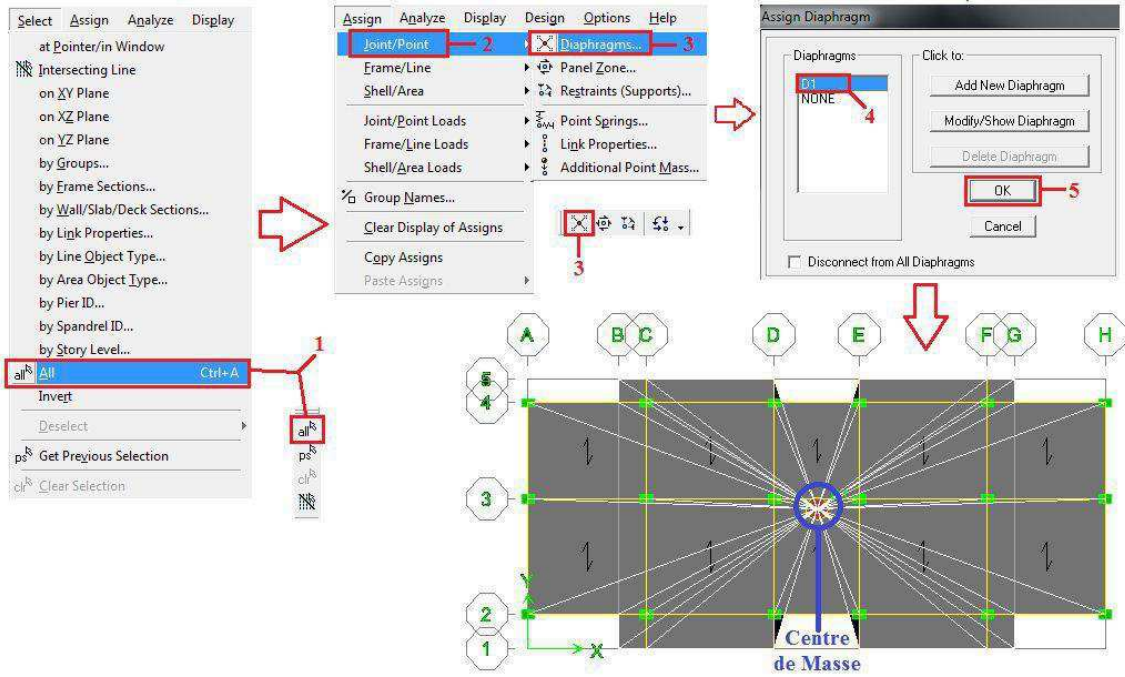 Select Assign Analyze Display
at Pointer/in Window
Intersecting Line
on XY Plane
on XZ Plane
on YZ Plane
by Groups...
by Frame Sections...
by Wall/Slab/Deck Sections...
by Link Properties...
by Line Object Type...
by Area Object Type...
by Pier ID...
by Spandrel ID...
by Story Level...
all All Ctrl+A
Invert
Deselect
ps Get Previous Selection
clr Clear Selection
1
all
ps
clr
Assign Analyze Display Design Options Help
Joint/Point 2
Frame/Line
Shell/Area
Joint/Point Loads
Frame/Line Loads
Shell/Area Loads
Group Names...
Clear Display of Assigns
Copy Assigns
Paste Assigns
Diaphragms... 3
Panel Zone...
Restraints (Supports)...
Point Springs...
Link Properties...
Additional Point Mass...
3
Assign Diaphragm
Diaphragms
D1
NONE
4
Click to:
Add New Diaphragm
Modify/Show Diaphragm
Delete Diaphragm
OK 5
Cancel
Disconnect from All Diaphragms
A B C D E F G H
5
4
3
2
1
Y
X
Centre
de Masse